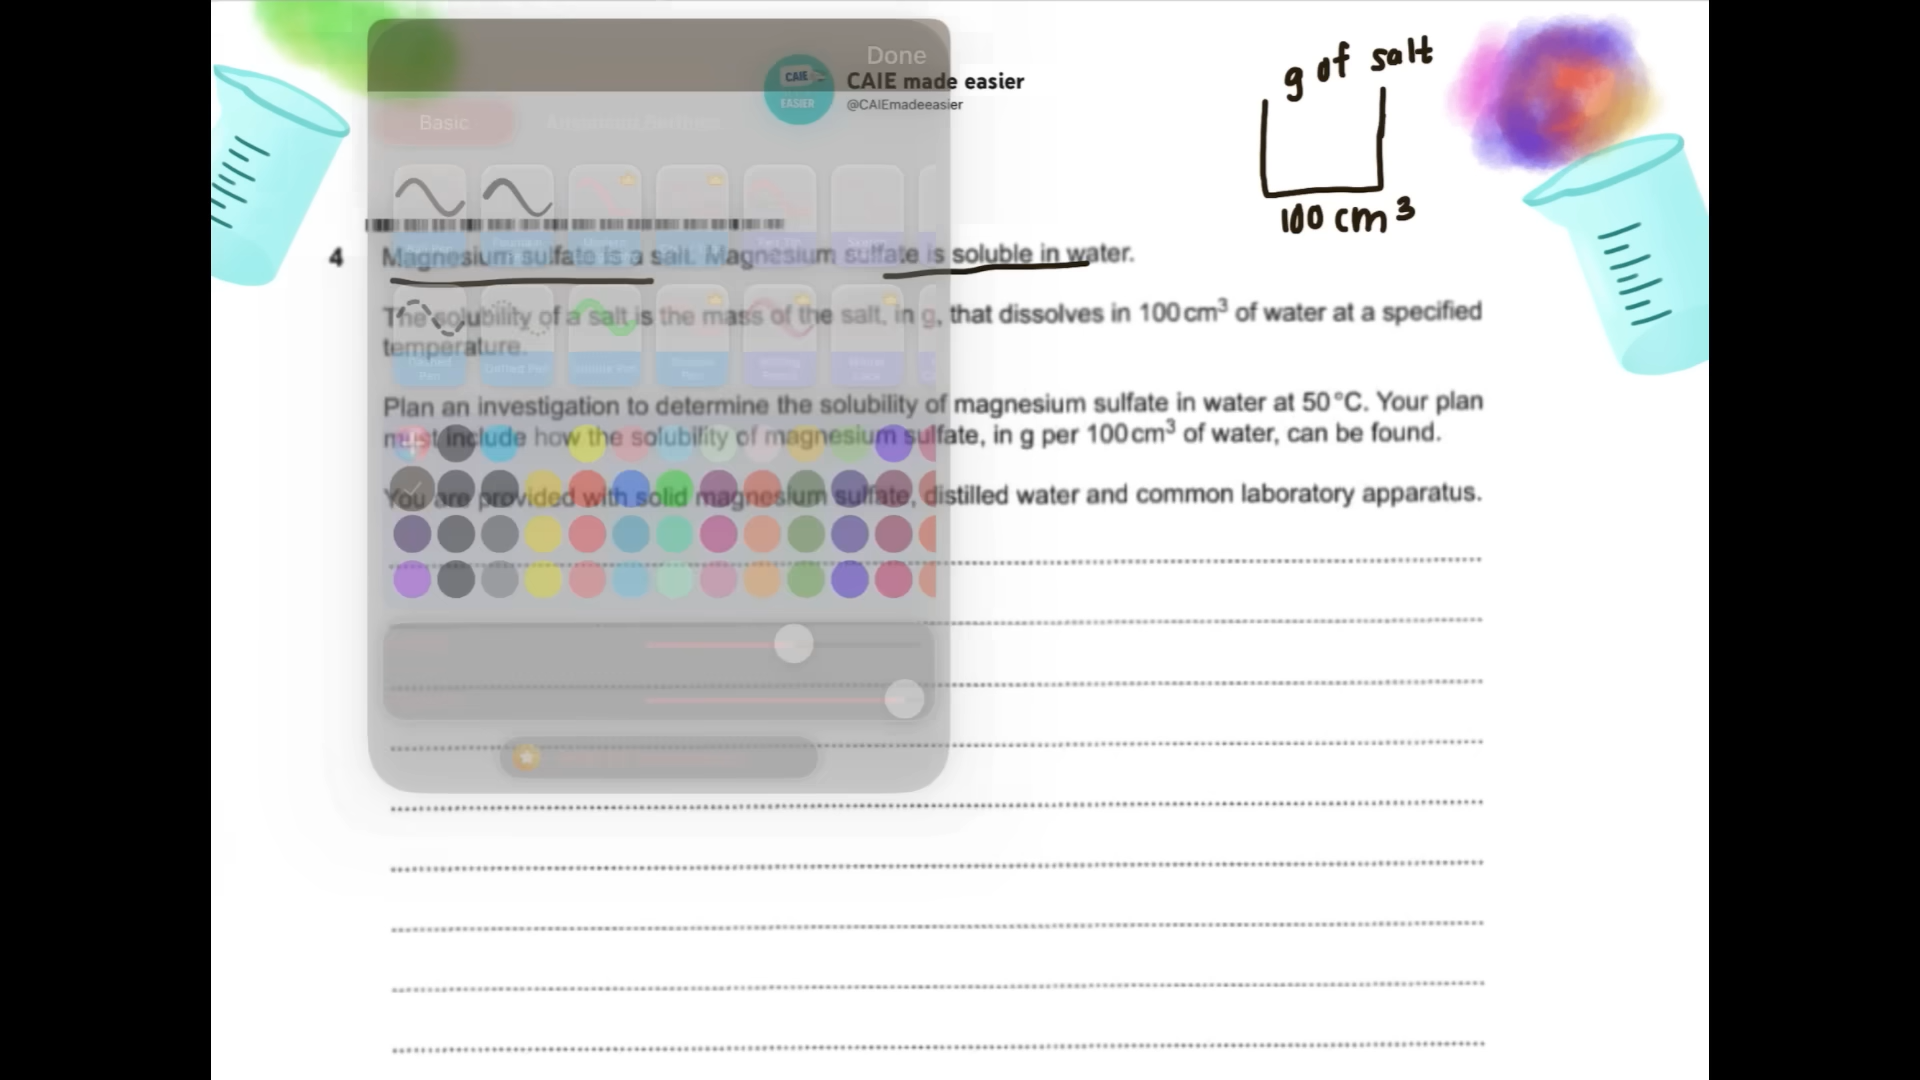 Done
CAIE made easier
@CAIEmadeeasier
CAIE
EASIER
g of salt
100 cm³
Basic
4 Magnesium sulfate is a salt. Magnesium sulfate is soluble in water.
The solubility of a salt is the mass of the salt, in g, that dissolves in 100 cm³ of water at a specified
temperature.
Plan an investigation to determine the solubility of magnesium sulfate in water at 50 °C. Your plan
must include how the solubility of magnesium sulfate, in g per 100 cm³ of water, can be found.
You are provided with solid magnesium sulfate, distilled water and common laboratory apparatus.